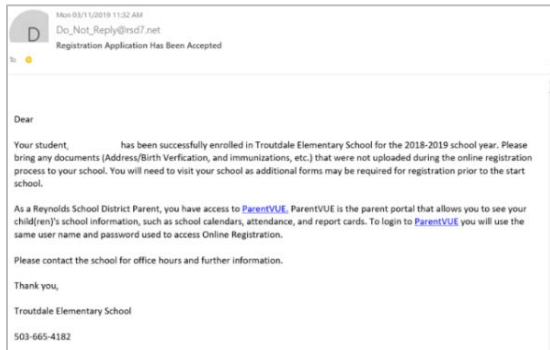 Mon 03/11/2019 11:32 AM
D
Do_Not_Reply@rsd7.net
Registration Application Has Been Accepted
To
Dear
Your student, has been successfully enrolled in Troutdale Elementary School for the 2018-2019 school year. Please
bring any documents (Address/Birth Verfication, and immunizations, etc.) that were not uploaded during the online registration
process to your school. You will need to visit your school as additional forms may be required for registration prior to the start
school.
As a Reynolds School District Parent, you have access to ParentVUE. ParentVUE is the parent portal that allows you to see your
child(ren)'s school information, such as school calendars, attendance, and report cards. To login to ParentVUE you will use the
same user name and password used to access Online Registration.
Please contact the school for office hours and further information.
Thank you,
Troutdale Elementary School
503-665-4182